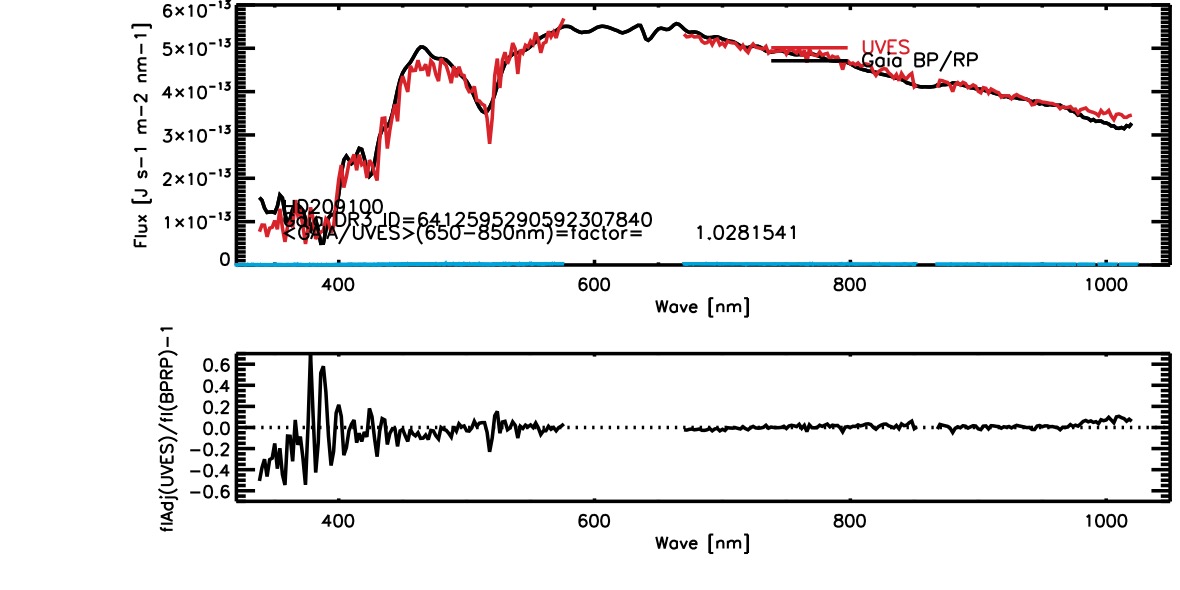 6×10−13
5×10−13
4×10−13
3×10−13
2×10−13
1×10−13
0
Flux [J s−1 m−2 nm−1]
UVES
Gaia BP/RP
HD209100
Gaia DR3 ID=6412595290592307840
<GAIA/UVES>(650−850nm)=factor= 1.0281541
400 600 800 1000
Wave [nm]
0.6
0.4
0.2
0.0
−0.2
−0.4
−0.6
flAdj(UVES)/fl(BPRP)−1
400 600 800 1000
Wave [nm]